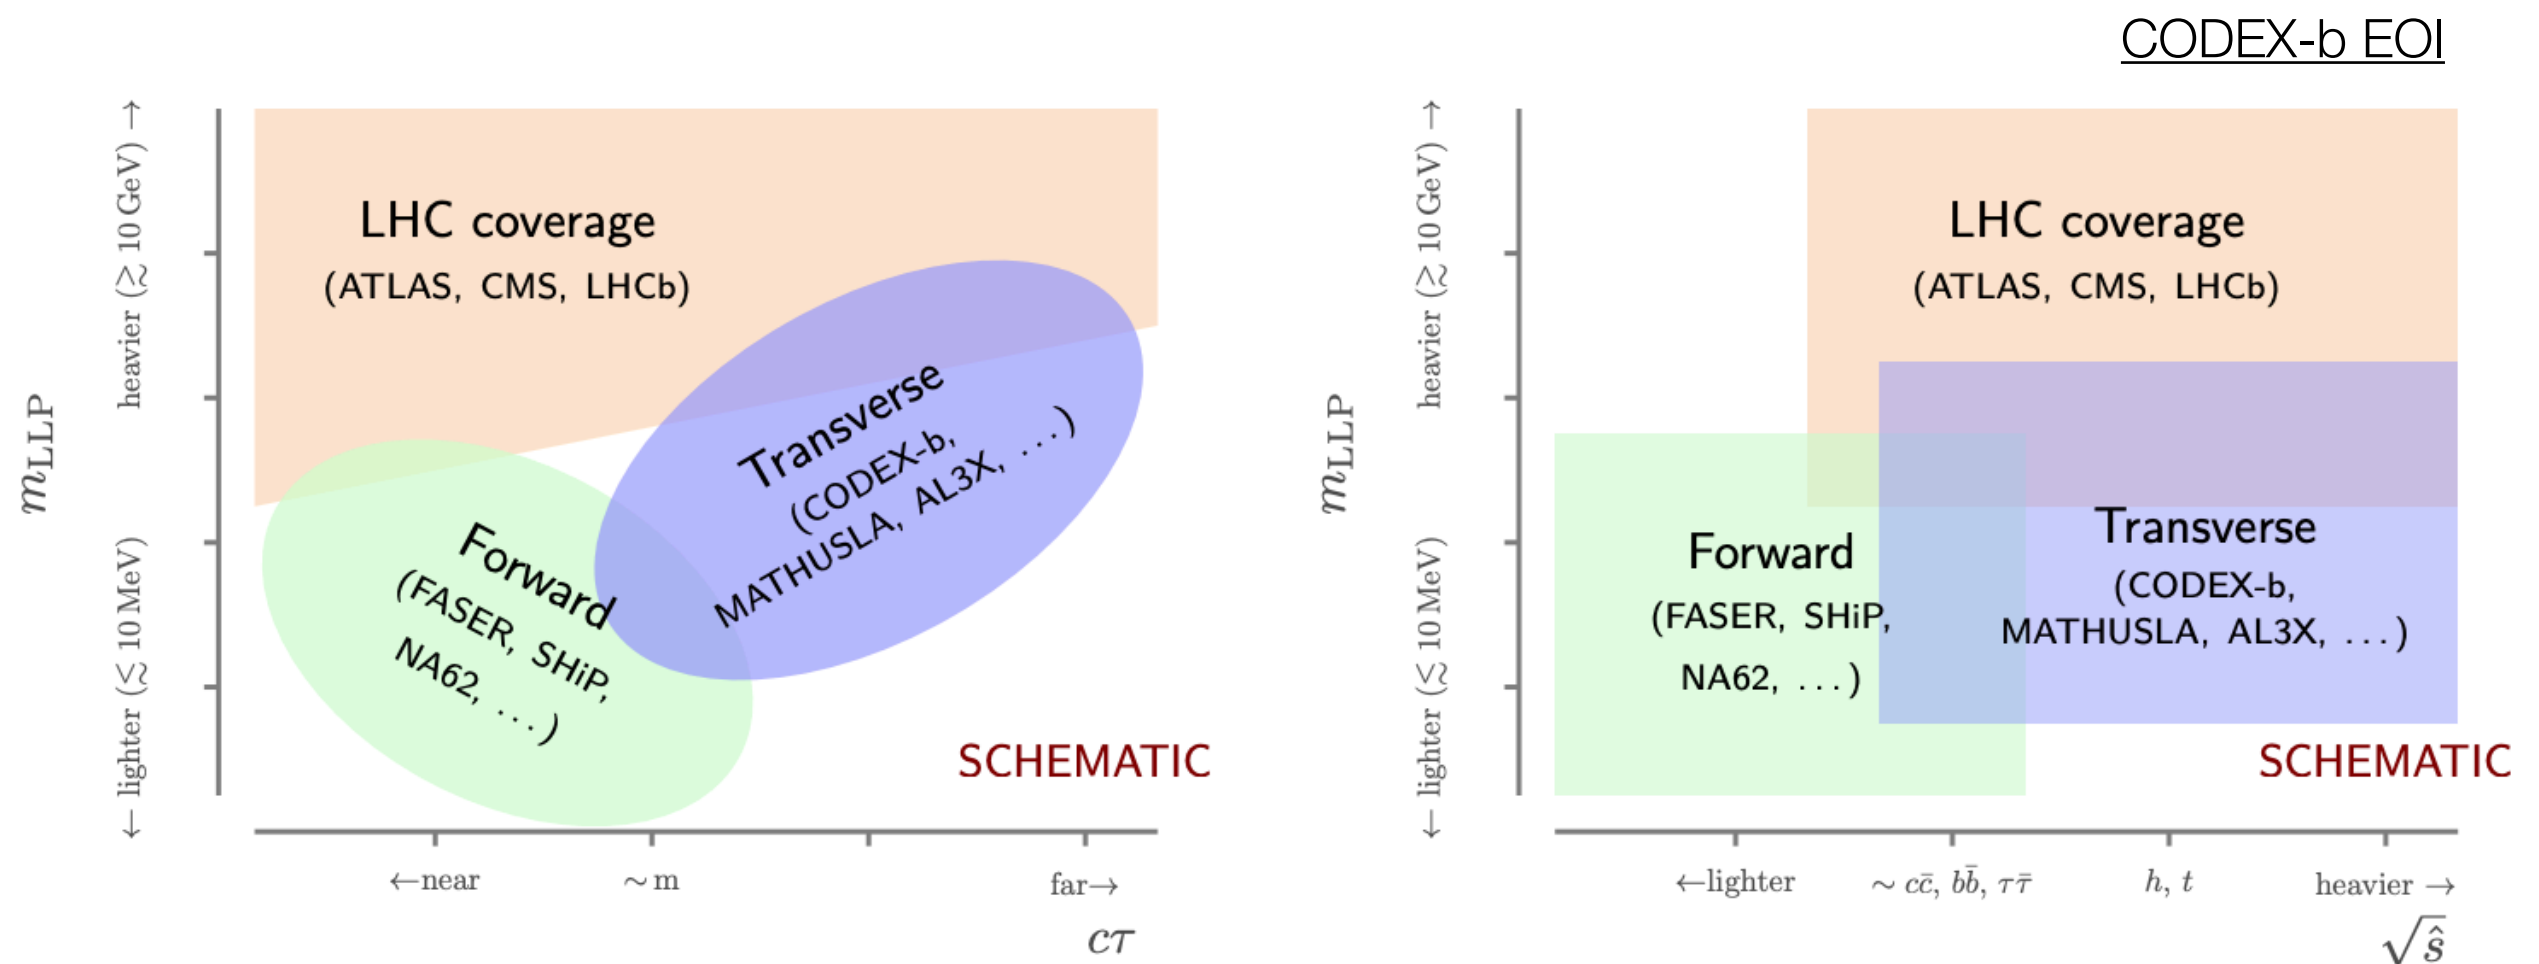 CODEX-b EOI
heavier (≳ 10 GeV) →
← lighter (≲ 10 MeV)
m_LLP
LHC coverage
(ATLAS, CMS, LHCb)
Transverse
(CODEX-b,
MATHUSLA, AL3X, ...)
Forward
(FASER, SHiP,
NA62, ...)
SCHEMATIC
←near
~ m
far→
cτ
heavier (≳ 10 GeV) →
← lighter (≲ 10 MeV)
m_LLP
LHC coverage
(ATLAS, CMS, LHCb)
Forward
(FASER, SHiP,
NA62, ...)
Transverse
(CODEX-b,
MATHUSLA, AL3X, ...)
SCHEMATIC
←lighter
~ cc̄, bb̄, ττ̄
h, t
heavier →
√ŝ